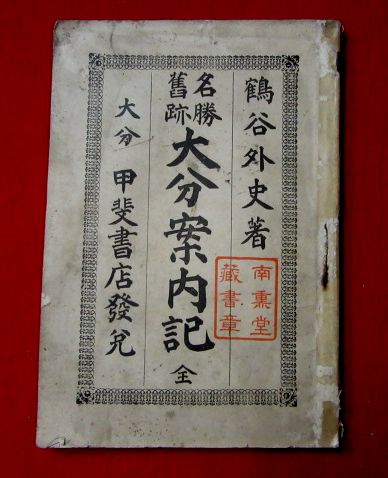 鶴谷外史著
名勝
舊跡
大分案内記 全
大分 甲斐書店發兌
南熏堂
藏書章